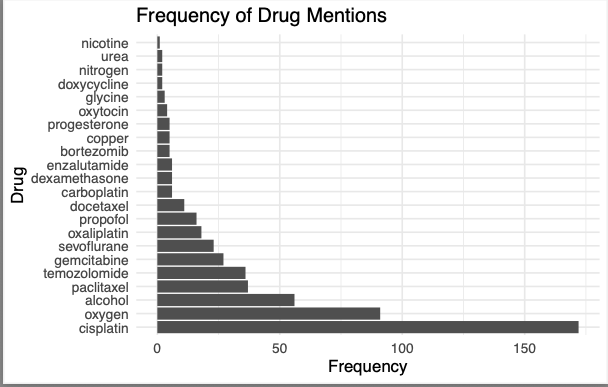 Frequency of Drug Mentions
nicotine
urea
nitrogen
doxycycline
glycine
oxytocin
progesterone
copper
bortezomib
enzalutamide
dexamethasone
carboplatin
docetaxel
propofol
oxaliplatin
sevoflurane
gemcitabine
temozolomide
paclitaxel
alcohol
oxygen
cisplatin
Drug
0 50 100 150
Frequency